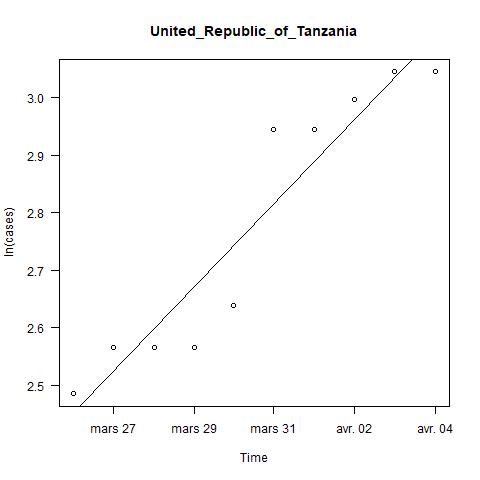 United_Republic_of_Tanzania
ln(cases)
3.0
2.9
2.8
2.7
2.6
2.5
mars 27
mars 29
mars 31
avr. 02
avr. 04
Time